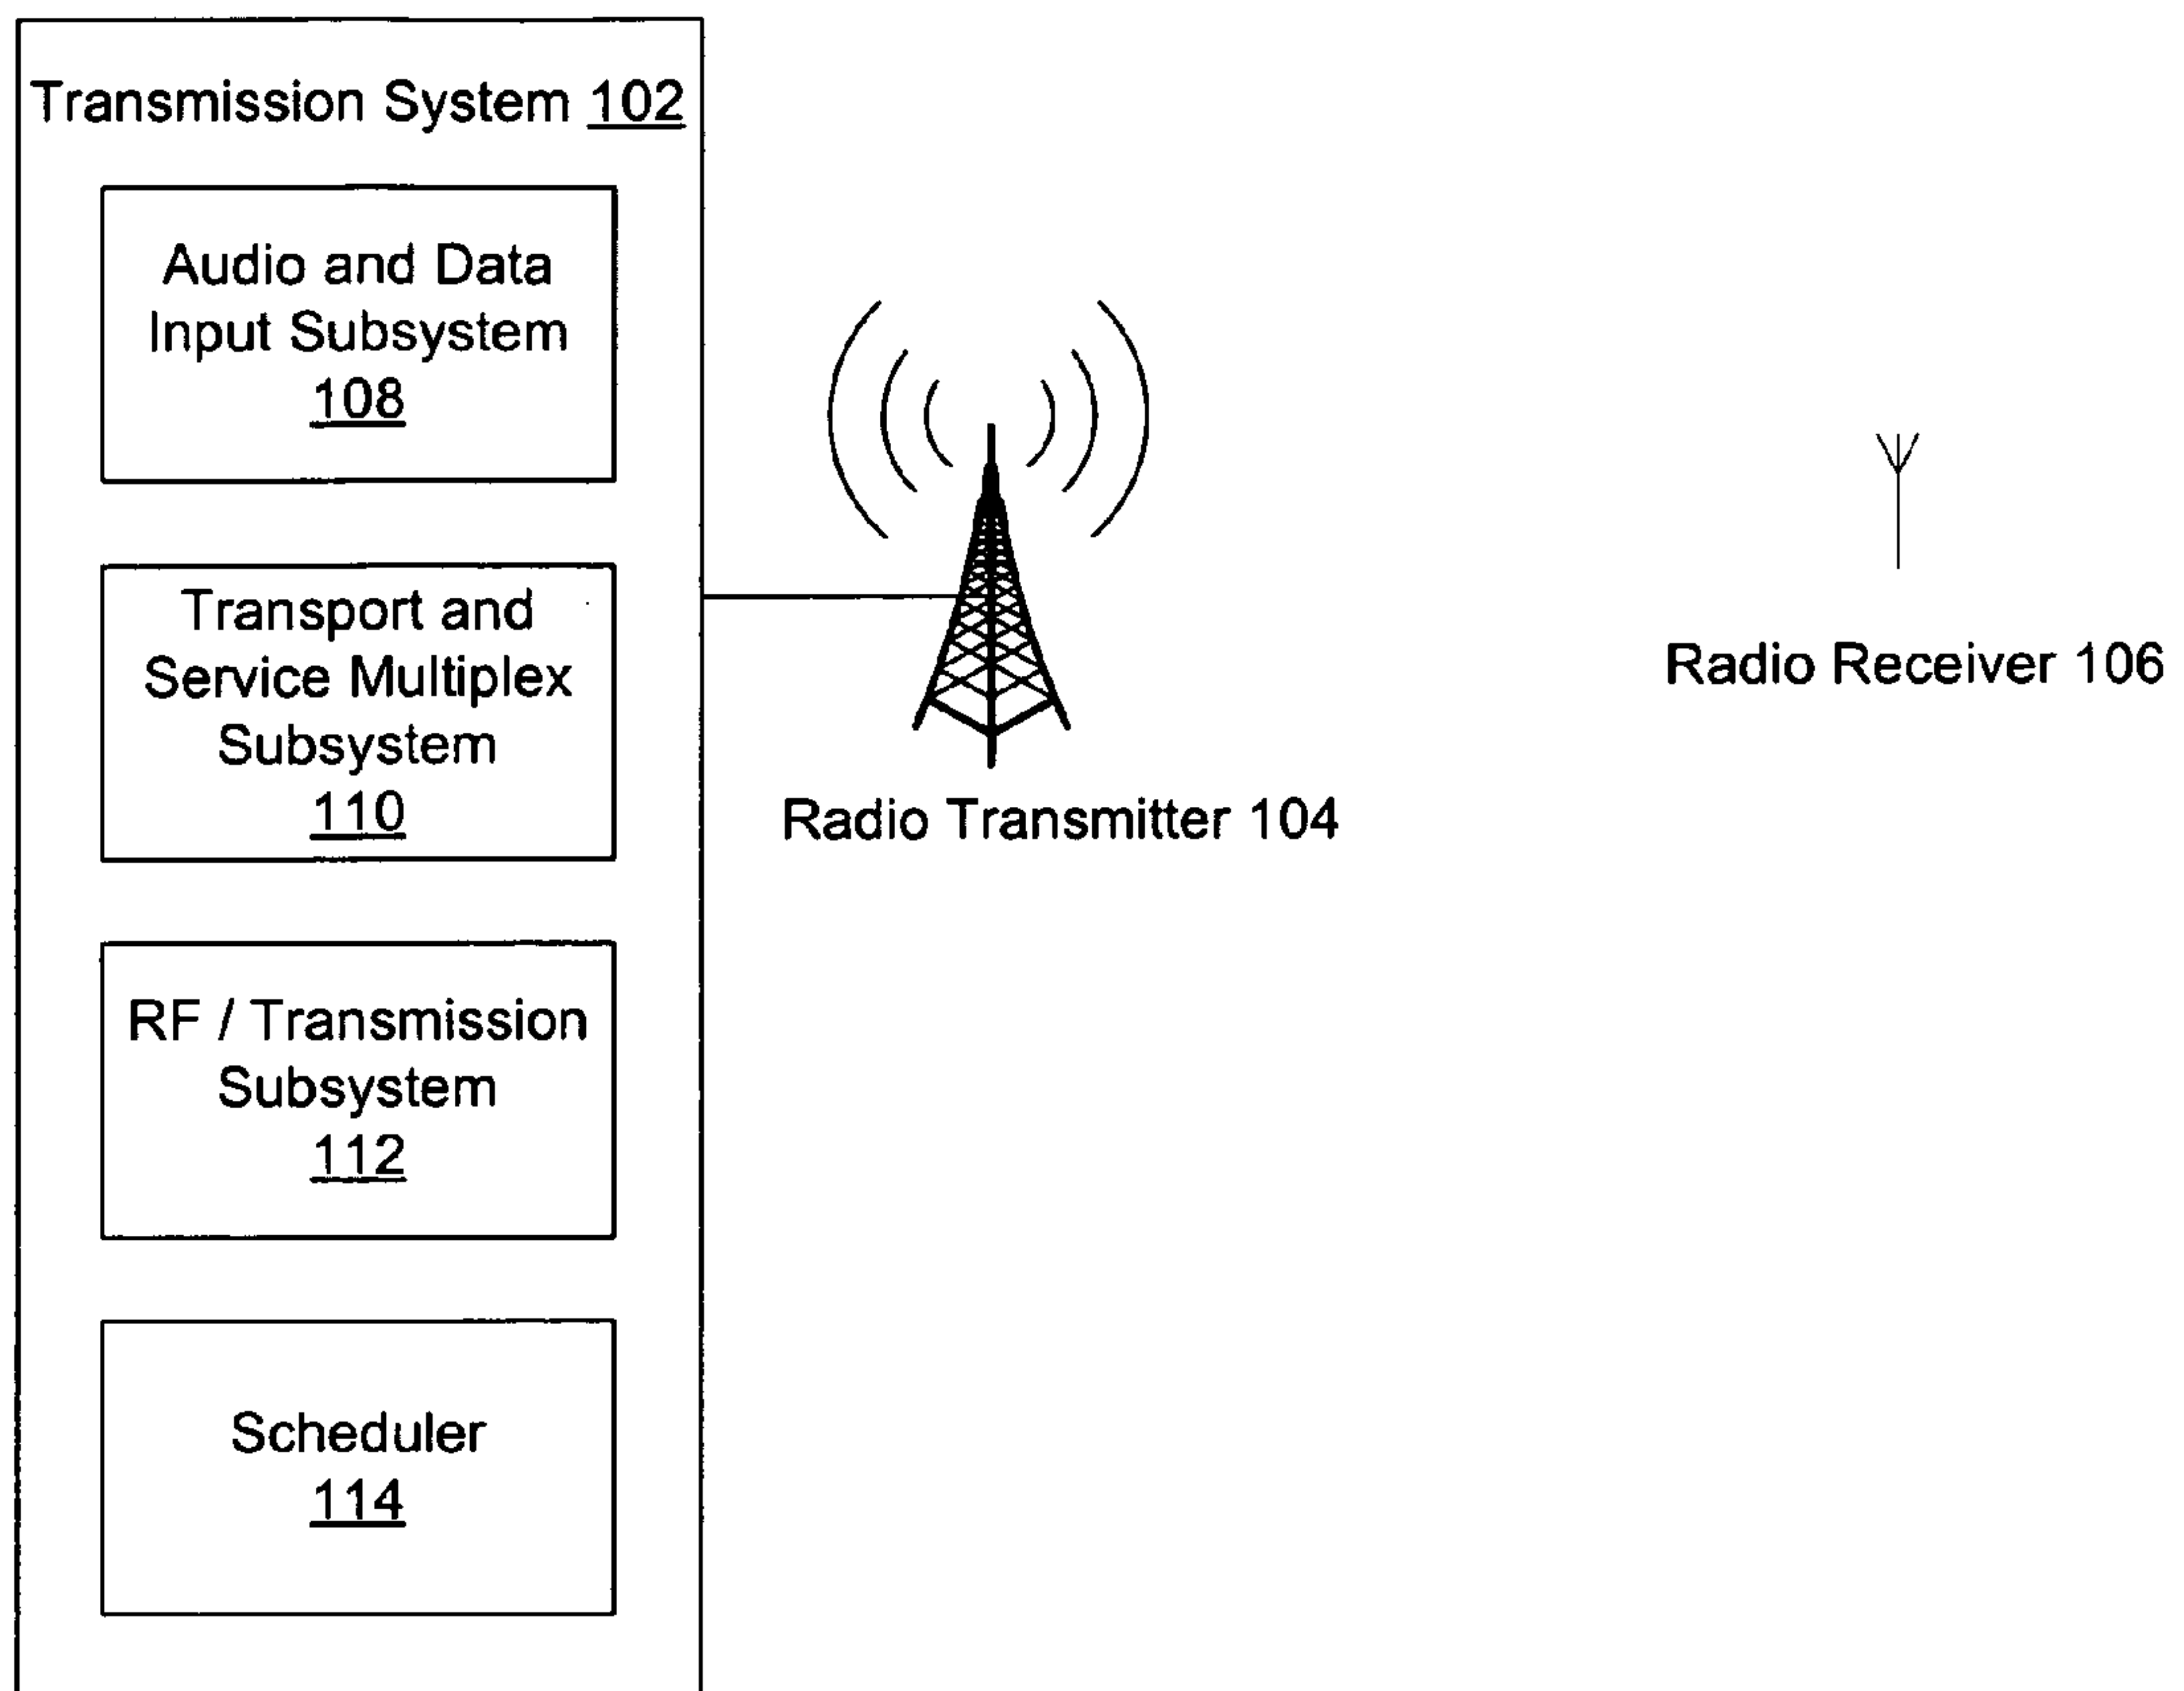 Transmission System 102
Audio and Data
Input Subsystem
108
Transport and
Service Multiplex
Subsystem
110
RF / Transmission
Subsystem
112
Scheduler
114
Radio Transmitter 104
Radio Receiver 106